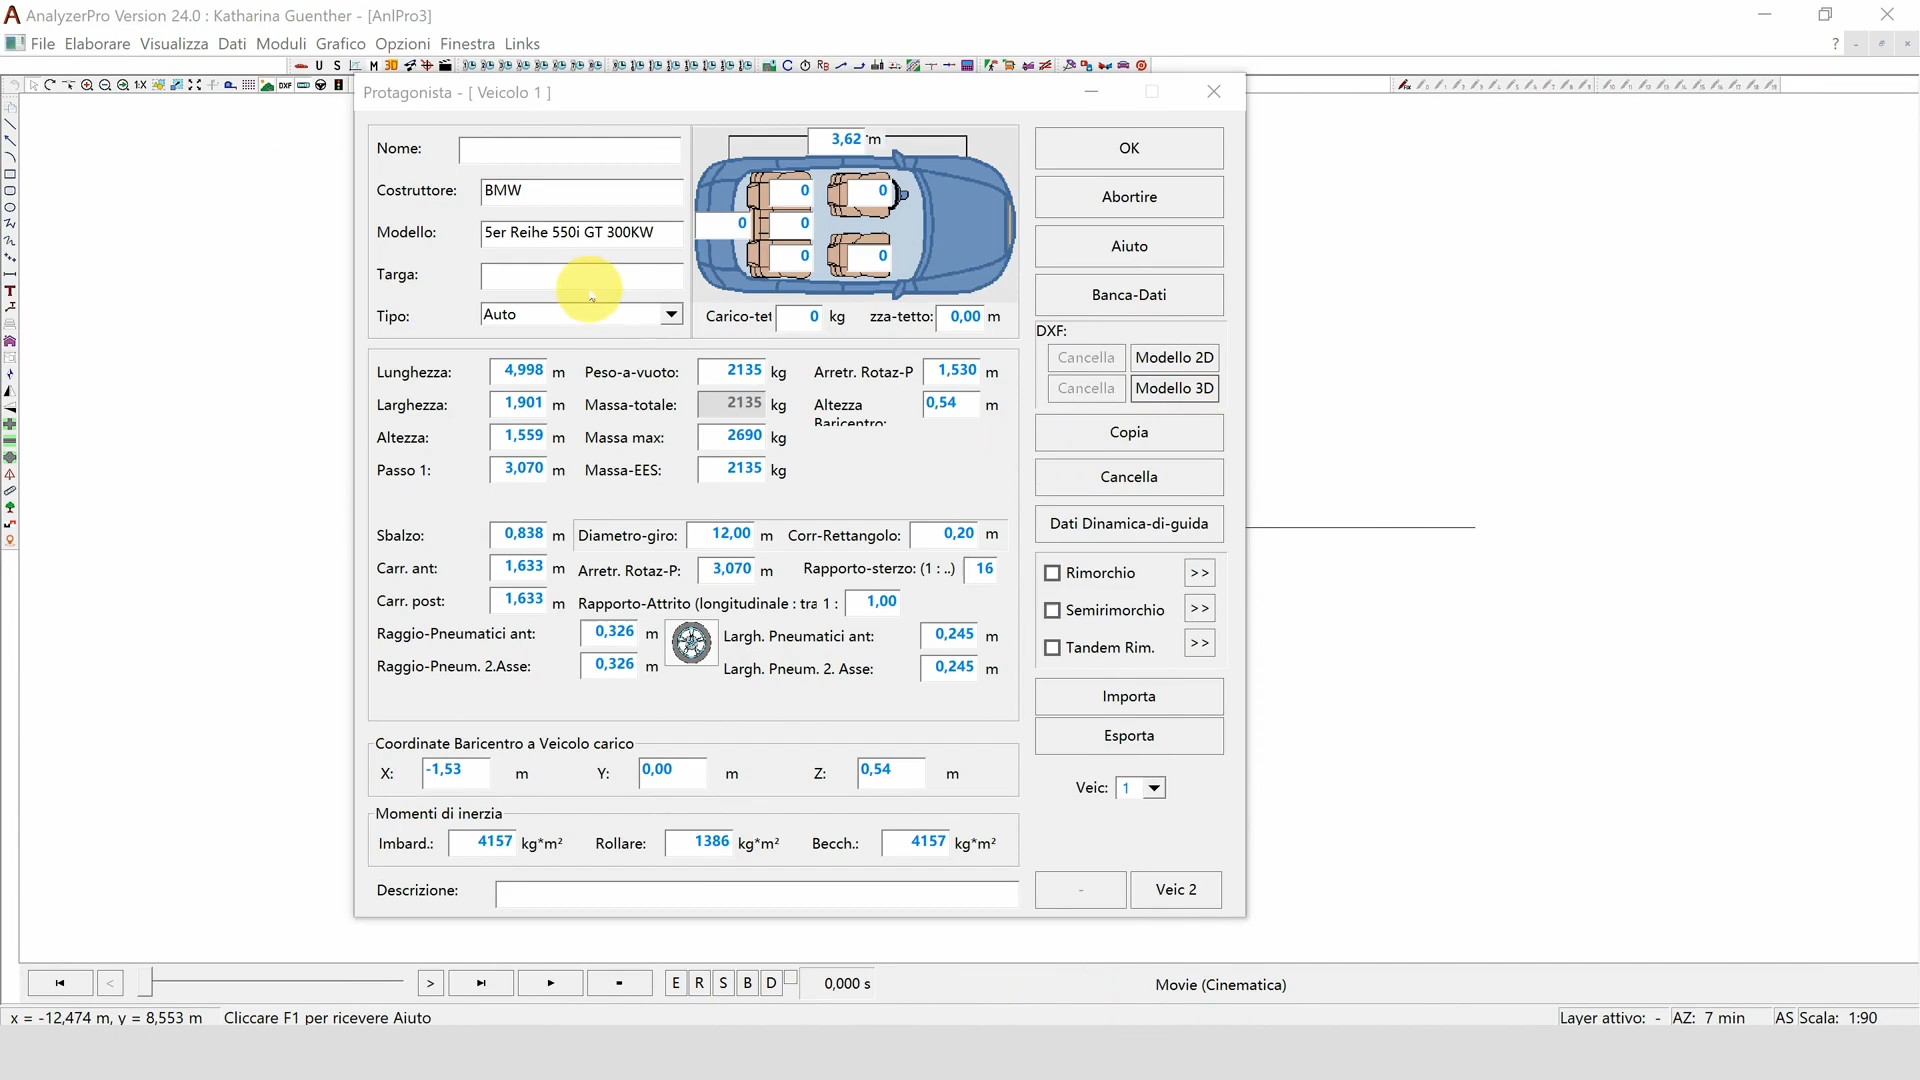 AnalyzerPro Version 24.0 : Katharina Guenther - [AnlPro3]
File Elaborare Visualizza Dati Moduli Grafico Opzioni Finestra Links
?
U S M 3D RB
1:X DXF
Protagonista - [ Veicolo 1 ]
Nome:
Costruttore: BMW
Modello: 5er Reihe 550i GT 300KW
Targa:
Tipo: Auto
3,62 m
0 0
0 0
0 0
Carico-tet 0 kg zza-tetto: 0,00 m
OK
Abortire
Aiuto
Banca-Dati
DXF:
Cancella Modello 2D
Cancella Modello 3D
Copia
Cancella
Dati Dinamica-di-guida
Rimorchio >>
Semirimorchio >>
Tandem Rim. >>
Importa
Esporta
Veic: 1
- Veic 2
Lunghezza: 4,998 m Peso-a-vuoto: 2135 kg Arretr. Rotaz-P 1,530 m
Larghezza: 1,901 m Massa-totale: 2135 kg Altezza Baricentro: 0,54 m
Altezza: 1,559 m Massa max: 2690 kg
Passo 1: 3,070 m Massa-EES: 2135 kg
Sbalzo: 0,838 m Diametro-giro: 12,00 m Corr-Rettangolo: 0,20 m
Carr. ant: 1,633 m Arretr. Rotaz-P: 3,070 m Rapporto-sterzo: (1 : ..) 16
Carr. post: 1,633 m Rapporto-Attrito (longitudinale : tra 1 : 1,00
Raggio-Pneumatici ant: 0,326 m Largh. Pneumatici ant: 0,245 m
Raggio-Pneum. 2.Asse: 0,326 m Largh. Pneum. 2. Asse: 0,245 m
Coordinate Baricentro a Veicolo carico
X: -1,53 m Y: 0,00 m Z: 0,54 m
Momenti di inerzia
Imbard.: 4157 kg*m² Rollare: 1386 kg*m² Becch.: 4157 kg*m²
Descrizione:
< > E R S B D 0,000 s Movie (Cinematica)
x = -12,474 m, y = 8,553 m Cliccare F1 per ricevere Aiuto Layer attivo: - AZ: 7 min AS Scala: 1:90